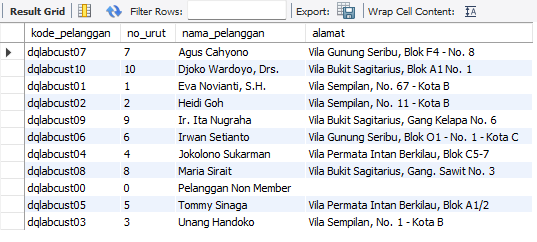 Result Grid Filter Rows: Export: Wrap Cell Content:
kode_pelanggan no_urut nama_pelanggan alamat
dqlabcust07 7 Agus Cahyono Vila Gunung Seribu, Blok F4 - No. 8
dqlabcust10 10 Djoko Wardoyo, Drs. Vila Bukit Sagitarius, Blok A1 No. 1
dqlabcust01 1 Eva Novianti, S.H. Vila Sempilan, No. 67 - Kota B
dqlabcust02 2 Heidi Goh Vila Sempilan, No. 11 - Kota B
dqlabcust09 9 Ir. Ita Nugraha Vila Bukit Sagitarius, Gang Kelapa No. 6
dqlabcust06 6 Irwan Setianto Vila Gunung Seribu, Blok O1 - No. 1 - Kota C
dqlabcust04 4 Jokolono Sukarman Vila Permata Intan Berkilau, Blok C5-7
dqlabcust08 8 Maria Sirait Vila Bukit Sagitarius, Gang. Sawit No. 3
dqlabcust00 0 Pelanggan Non Member
dqlabcust05 5 Tommy Sinaga Vila Permata Intan Berkilau, Blok A1/2
dqlabcust03 3 Unang Handoko Vila Sempilan, No. 1 - Kota B